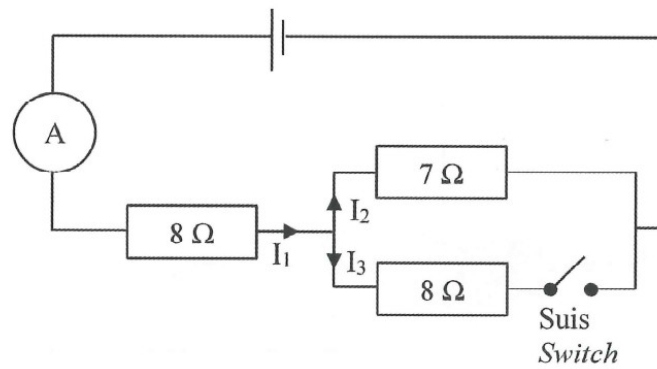 A
7 Ω
8 Ω
I₁
I₂
I₃
8 Ω
Suis
Switch